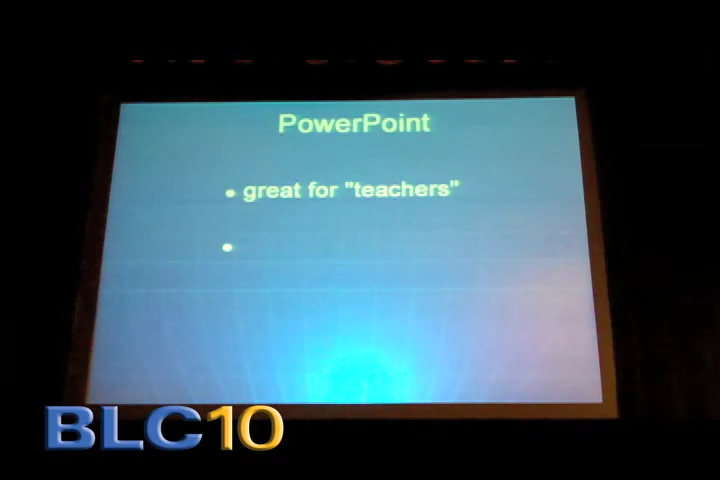 PowerPoint
• great for "teachers"
•
BLC10